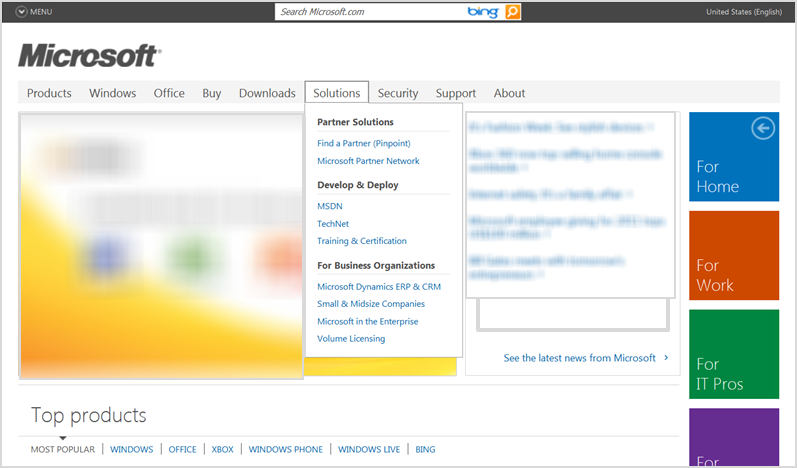 MENU
Search Microsoft.com
bing
United States (English)
Microsoft
Products Windows Office Buy Downloads Solutions Security Support About
Partner Solutions
Find a Partner (Pinpoint)
Microsoft Partner Network
Develop & Deploy
MSDN
TechNet
Training & Certification
For Business Organizations
Microsoft Dynamics ERP & CRM
Small & Midsize Companies
Microsoft in the Enterprise
Volume Licensing
See the latest news from Microsoft
For
Home
For
Work
For
IT Pros
For
Top products
MOST POPULAR | WINDOWS | OFFICE | XBOX | WINDOWS PHONE | WINDOWS LIVE | BING